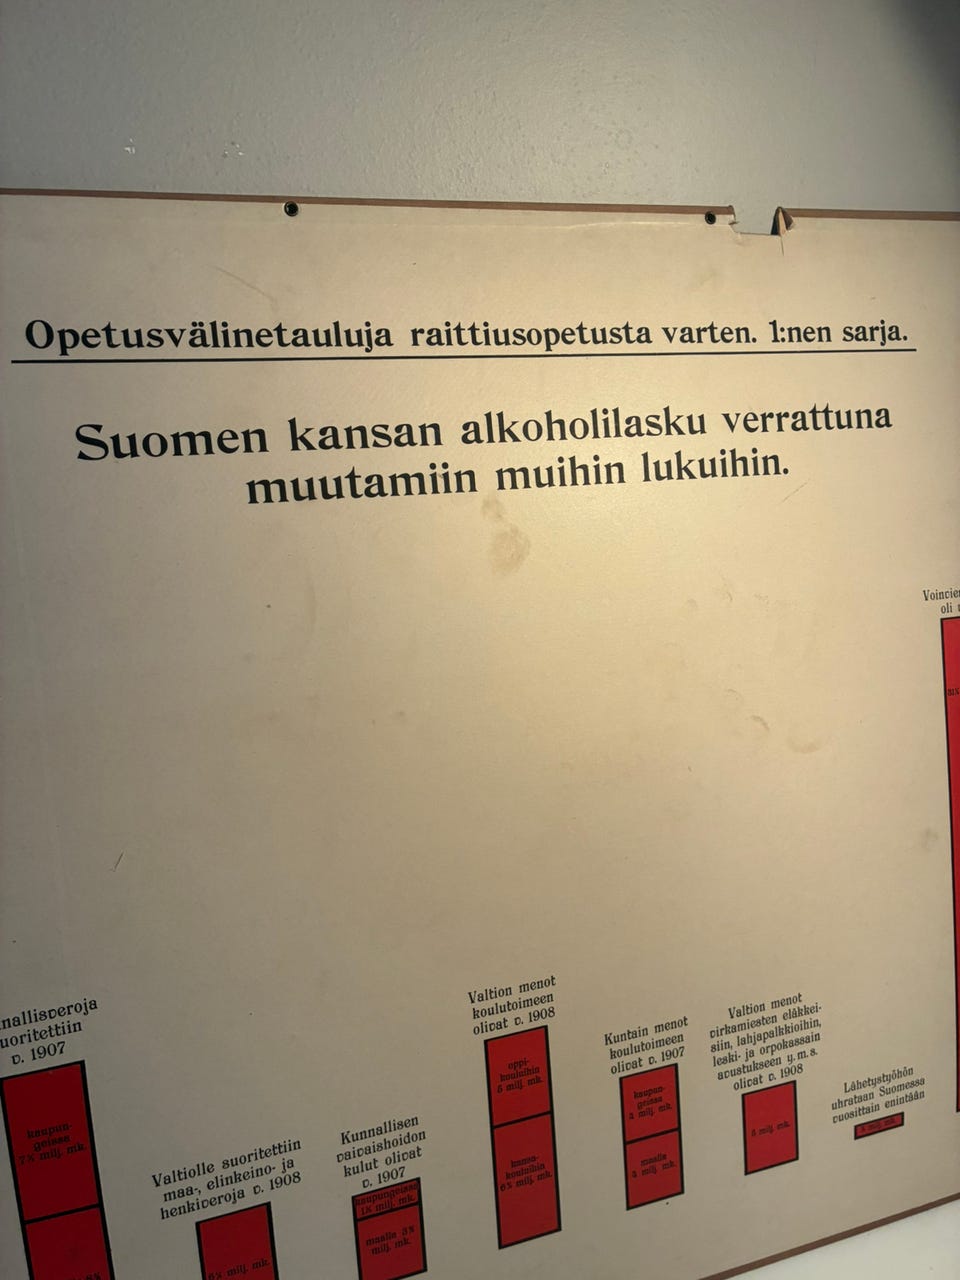 Opetusvälinetauluja raittiusopetusta varten. 1:nen sarja.
Suomen kansan alkoholilasku verrattuna
muutamiin muihin lukuihin.
nallisveroja
uoritettiin
v. 1907
kaupun-
geissa
milj. mk.
Valtiolle suoritettiin
maa-, elinkeino- ja
henkiveroja v. 1908
milj. mk.
Kunnallisen
vaivaishoidon
kulut olivat
v. 1907
kaupungeissa
milj. mk.
maalla
milj. mk.
Valtion menot
koulutoimeen
olivat v. 1908
oppi-
kouluihin
milj. mk.
kansa-
kouluihin
milj. mk.
Kuntain menot
koulutoimeen
olivat v. 1907
kaupun-
geissa
milj. mk.
maalla
milj. mk.
Valtion menot
virkamiesten eläkkei-
siin, lahjapalkkioihin,
leski- ja orpokassain
avustukseen y. m. s.
olivat v. 1908
milj. mk.
Lähetystyöhön
uhrataan Suomessa
vuosittain enintään
milj. mk.
Voinvie
oli